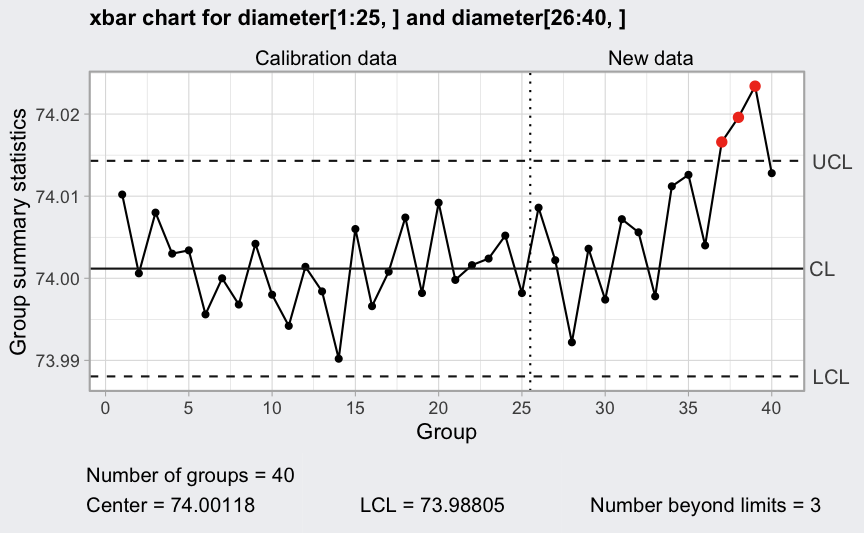 xbar chart for diameter[1:25, ] and diameter[26:40, ]
Calibration data New data
Group summary statistics
74.02
74.01
74.00
73.99
UCL
CL
LCL
0 5 10 15 20 25 30 35 40
Group
Number of groups = 40
Center = 74.00118 LCL = 73.98805 Number beyond limits = 3